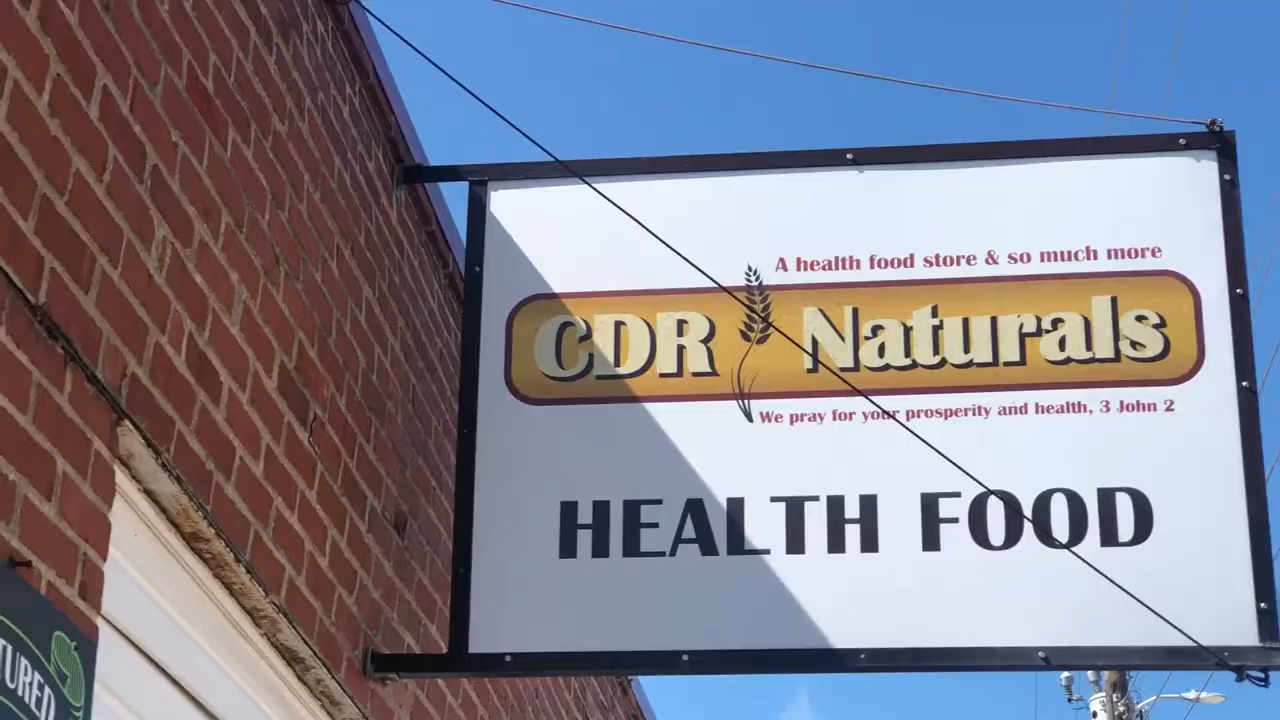 A health food store & so much more
CDR Naturals
We pray for your prosperity and health, 3 John 2
HEALTH FOOD